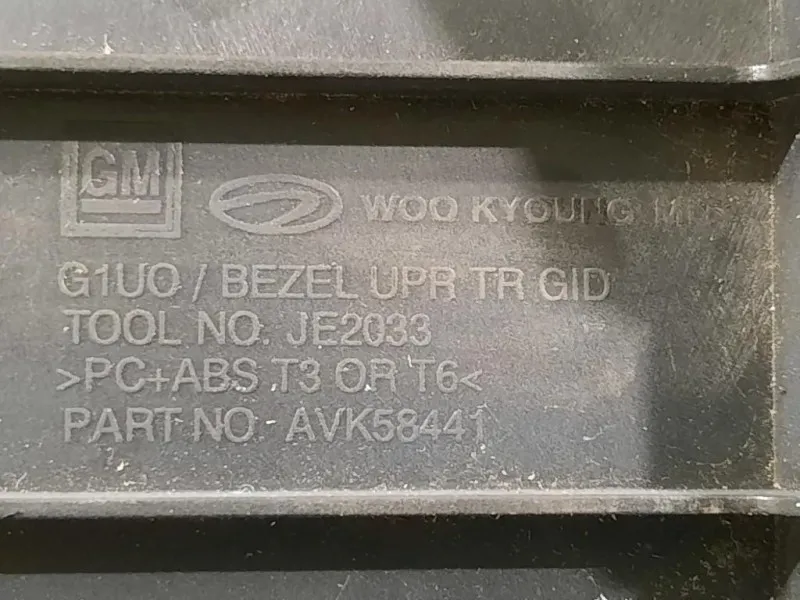 GM WOO KYOUNG MFG
G1UO / BEZEL UPR TR GID
TOOL NO. JE2033
>PC+ABS T3 OR T6<
PART NO AVK58441